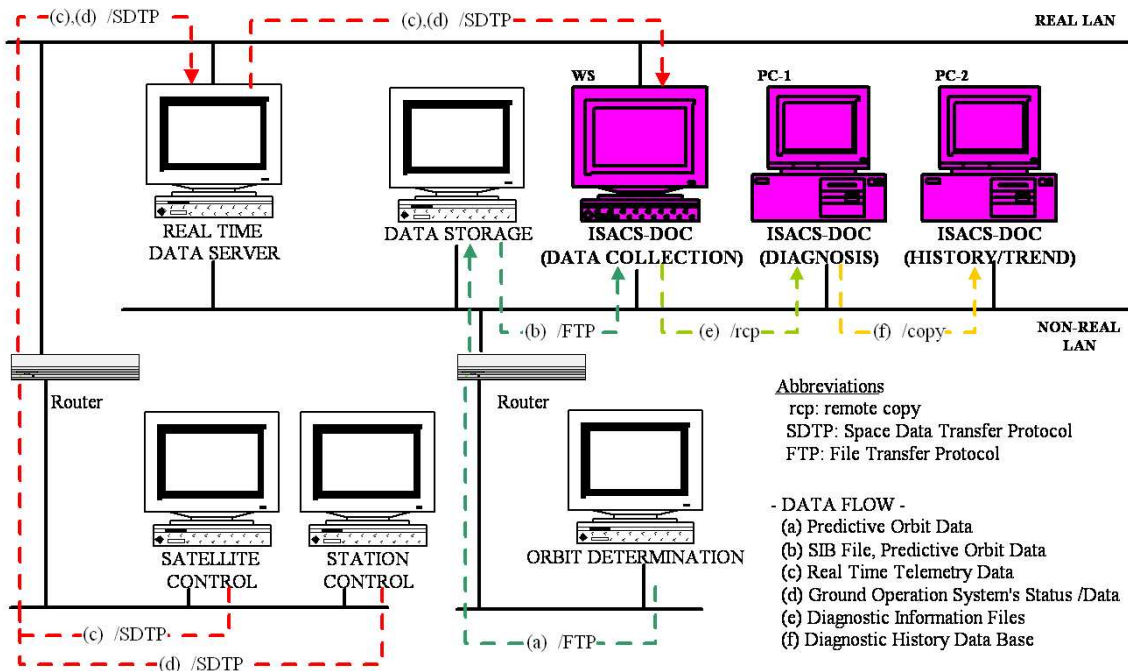 (c),(d) /SDTP
(c),(d) /SDTP
REAL LAN
WS
PC-1
PC-2
REAL TIME
DATA SERVER
DATA STORAGE
ISACS-DOC
(DATA COLLECTION)
ISACS-DOC
(DIAGNOSIS)
ISACS-DOC
(HISTORY/TREND)
(b) /FTP
(e) /rcp
(f) /copy
NON-REAL
LAN
Router
Router
SATELLITE
CONTROL
STATION
CONTROL
ORBIT DETERMINATION
(c) /SDTP
(d) /SDTP
(a) /FTP
Abbreviations
rcp: remote copy
SDTP: Space Data Transfer Protocol
FTP: File Transfer Protocol
- DATA FLOW -
(a) Predictive Orbit Data
(b) SIB File, Predictive Orbit Data
(c) Real Time Telemetry Data
(d) Ground Operation System's Status /Data
(e) Diagnostic Information Files
(f) Diagnostic History Data Base